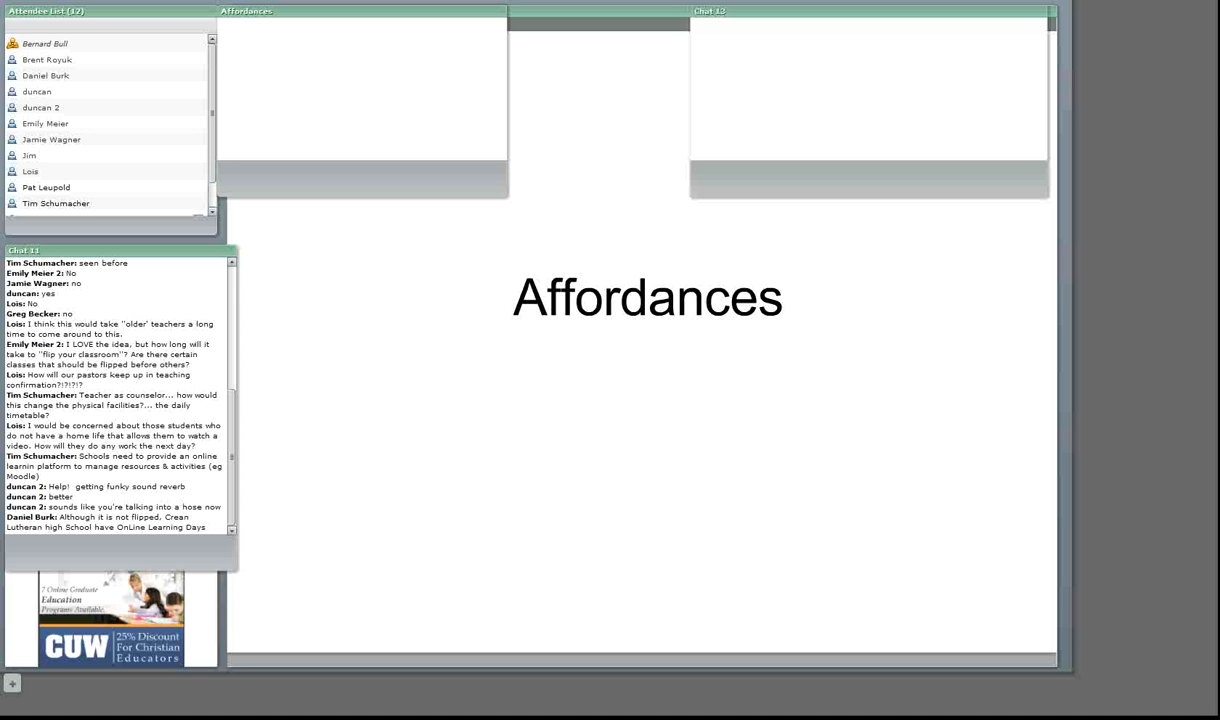 Attendee List (12)
Bernard Bull
Brent Royuk
Daniel Burk
duncan
duncan 2
Emily Meier
Jamie Wagner
Jim
Lois
Pat Leupold
Tim Schumacher
Affordances
Chat 13
Chat 11
Tim Schumacher: seen before
Emily Meier 2: No
Jamie Wagner: no
duncan: yes
Lois: No
Greg Becker: no
Lois: I think this would take "older' teachers a long
time to come around to this.
Emily Meier 2: I LOVE the idea, but how long will it
take to "flip your classroom"? Are there certain
classes that should be flipped before others?
Lois: How will our pastors keep up in teaching
confirmation?!?!?!?
Tim Schumacher: Teacher as counselor... how would
this change the physical facilities?... the daily
timetable?
Lois: I would be concerned about those students who
do not have a home life that allows them to watch a
video. How will they do any work the next day?
Tim Schumacher: Schools need to provide an online
learnin platform to manage resources & activities (eg
Moodle)
duncan 2: Help! getting funky sound reverb
duncan 2: better
duncan 2: sounds like you're talking into a hose now
Daniel Burk: Although it is not flipped, Crean
Lutheran high School have OnLine Learning Days
Affordances
7 Online Graduate
Education
Programs Available.
CUW
25% Discount
For Christian
Educators
+